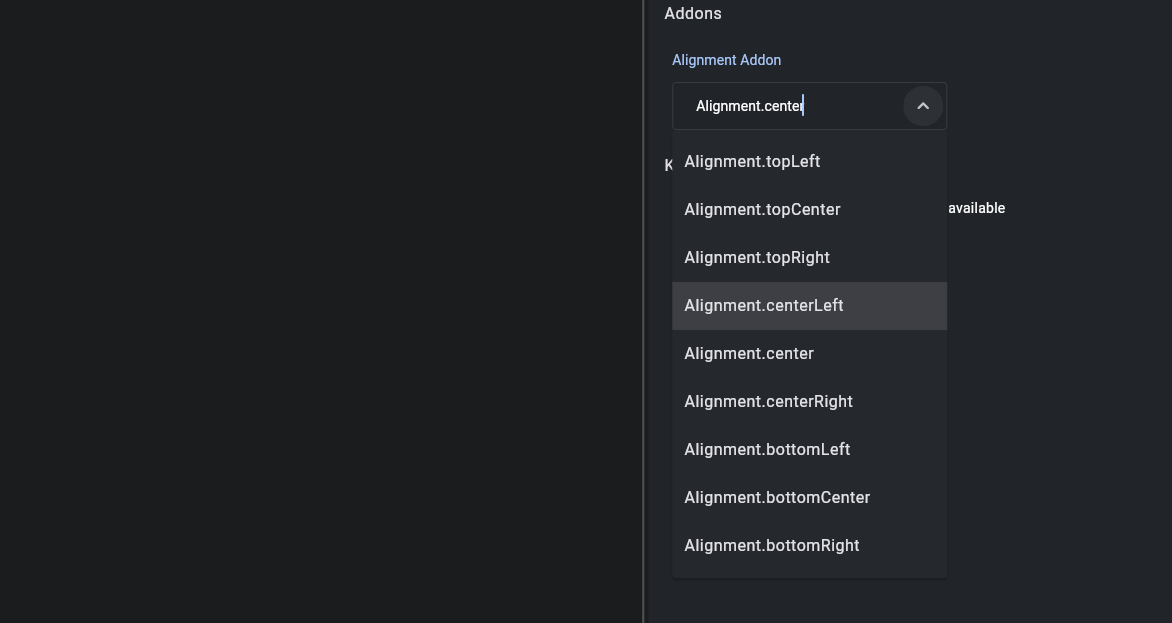 Addons
Alignment Addon
Alignment.center
Alignment.topLeft
Alignment.topCenter
available
Alignment.topRight
Alignment.centerLeft
Alignment.center
Alignment.centerRight
Alignment.bottomLeft
Alignment.bottomCenter
Alignment.bottomRight